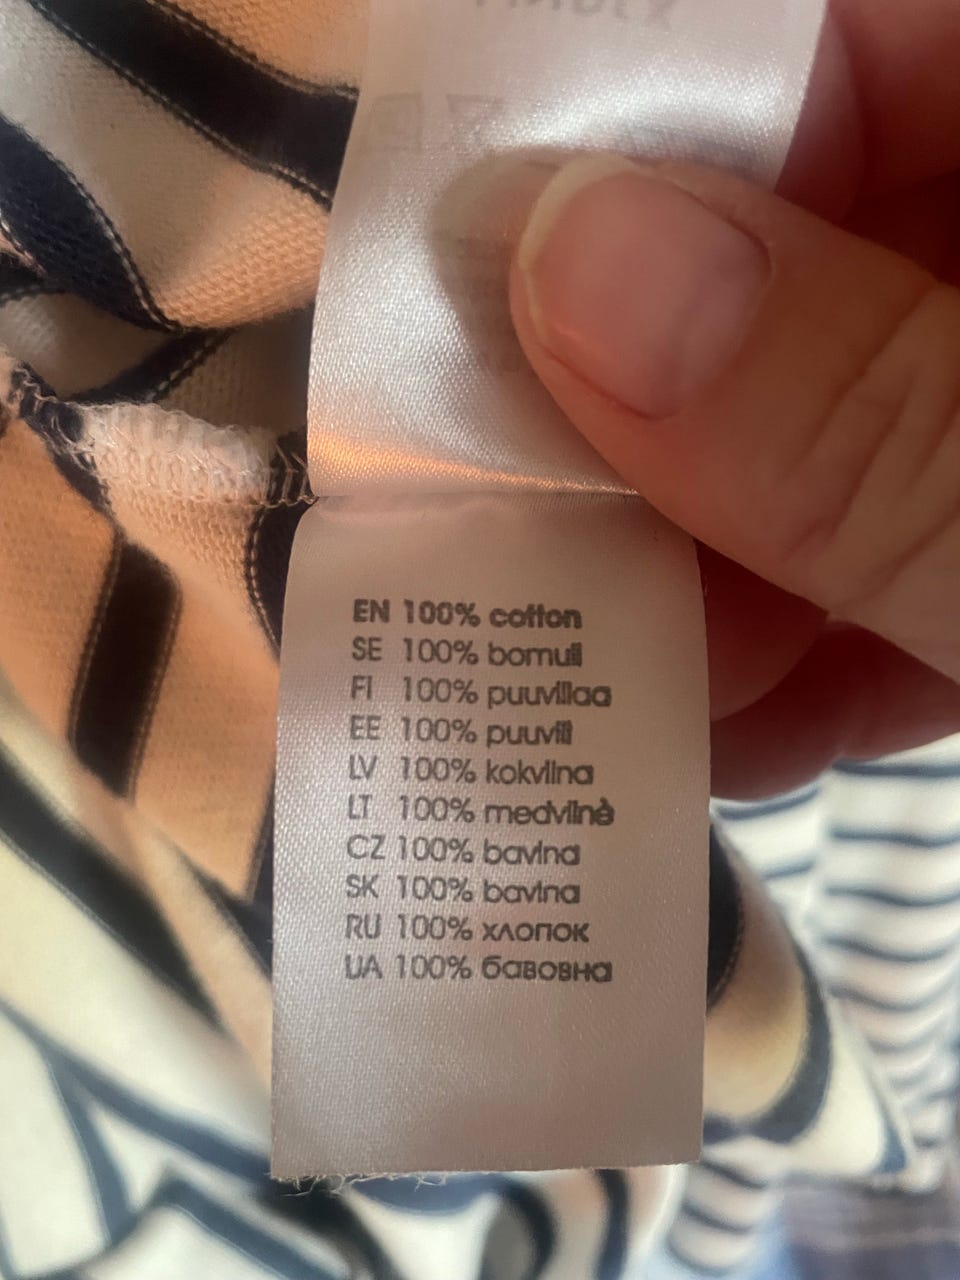 EN 100% cotton
SE 100% bomull
FI 100% puuvillaa
EE 100% puuvill
LV 100% kokvilna
LT 100% medvilnė
CZ 100% bavlna
SK 100% bavlna
RU 100% хлопок
UA 100% бавовна